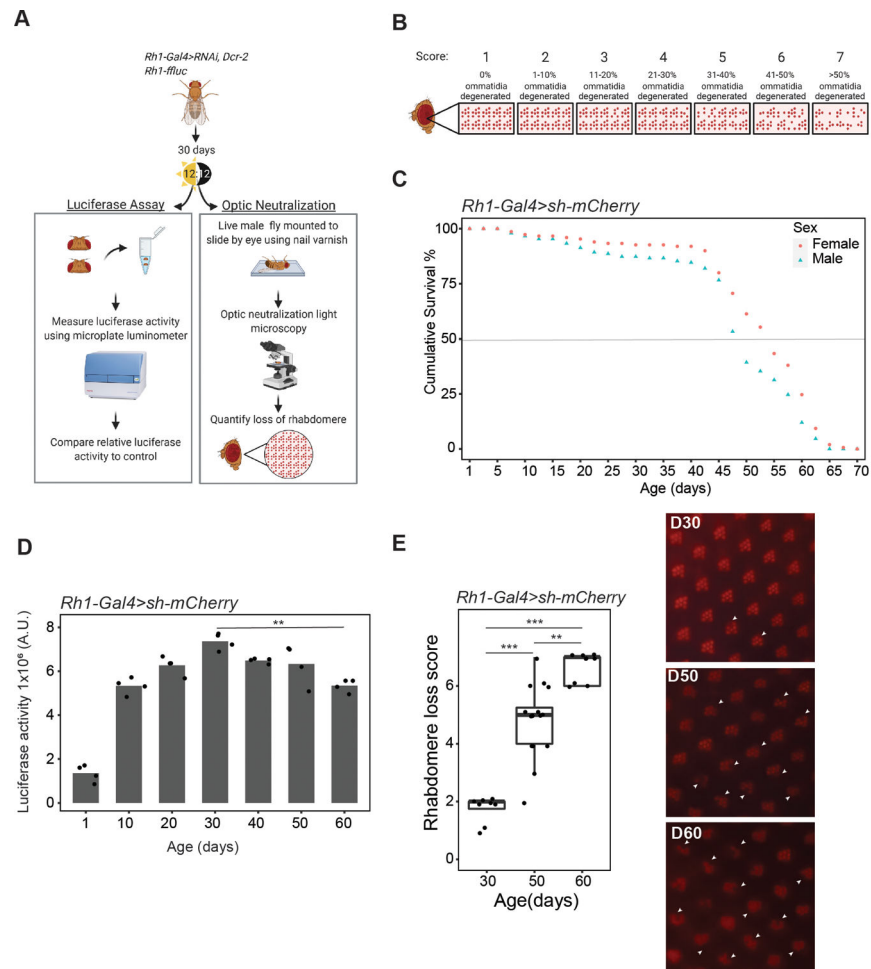 A
Rh1-Gal4>RNAi, Dcr-2
Rh1-ffluc
30 days
12:12
Luciferase Assay
Measure luciferase activity
using microplate luminometer
Compare relative luciferase
activity to control
Optic Neutralization
Live male fly mounted to
slide by eye using nail varnish
Optic neutralization light
microscopy
Quantify loss of rhabdomere
B
Score: 1 2 3 4 5 6 7
0% 1-10% 11-20% 21-30% 31-40% 41-50% >50%
ommatidia ommatidia ommatidia ommatidia ommatidia ommatidia ommatidia
degenerated degenerated degenerated degenerated degenerated degenerated degenerated
C
Rh1-Gal4>sh-mCherry
Cumulative Survival %
100
75
50
25
0
Sex
Female
Male
1 5 10 15 20 25 30 35 40 45 50 55 60 65 70
Age (days)
D
Rh1-Gal4>sh-mCherry
Luciferase activity 1x10⁶ (A.U.)
8
6
4
2
0
**
1 10 20 30 40 50 60
Age (days)
E
Rh1-Gal4>sh-mCherry
Rhabdomere loss score
6
4
2
0
***
*** **
30 50 60
Age(days)
D30
D50
D60